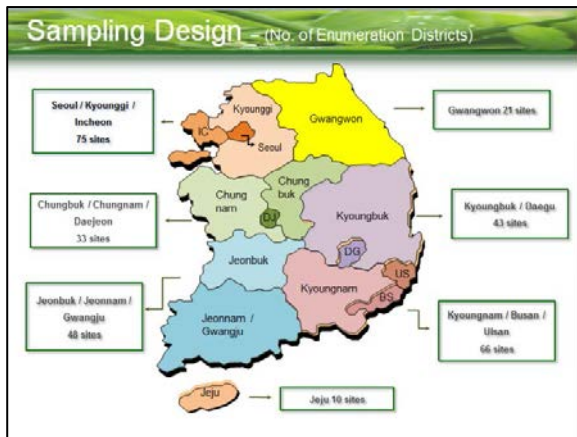 Sampling Design – (No. of Enumeration Districts)
Seoul / Kyounggi /
Incheon
75 sites
Kyounggi
IC
Seoul
Gwangwon
Gwangwon 21 sites
Chungbuk / Chungnam /
Daejeon
33 sites
Chung
nam
Chung
buk
DJ
Kyoungbuk
Kyoungbuk / Daegu
43 sites
DG
US
BS
Jeonbuk
Kyoungnam
Jeonbuk / Jeonnam /
Gwangju
48 sites
Jeonnam /
Gwangju
Kyoungnam / Busan /
Ulsan
66 sites
Jeju
Jeju 10 sites